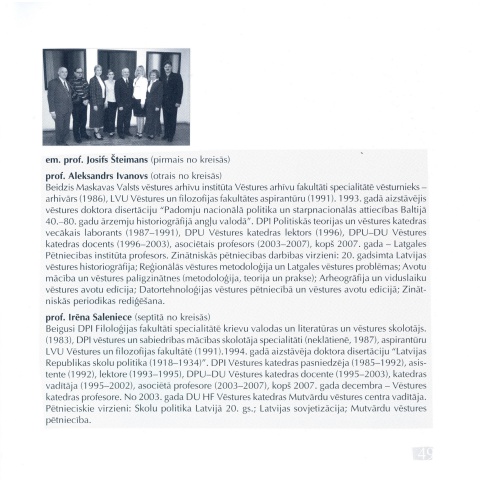 em. prof. Josifs Šteimans (pirmais no kreisās)
prof. Aleksandrs Ivanovs (otrais no kreisās)
Beidzis Maskavas Valsts vēstures arhīvu institūta Vēstures arhīvu fakultāti specialitātē vēsturnieks –
arhivārs (1986), LVU Vēstures un filozofijas fakultātes aspirantūru (1991). 1993. gadā aizstāvējis
vēstures doktora disertāciju “Padomju nacionālā politika un starpnacionālās attiecības Baltijā
40.–80. gadu ārzemju historiogrāfijā angļu valodā”. DPI Politiskās teorijas un vēstures katedras
vecākais laborants (1987–1991), DPU Vēstures katedras lektors (1996), DPU–DU Vēstures
katedras docents (1996–2003), asociētais profesors (2003–2007), kopš 2007. gada – Latgales
Pētniecības institūta profesors. Zinātniskās pētniecības darbības virzieni: 20. gadsimta Latvijas
vēstures historiogrāfija; Reģionālās vēstures metodoloģija un Latgales vēstures problēmas; Avotu
mācība un vēstures palīgzinātnes (metodoloģija, teorija un prakse); Arheogrāfija un viduslaiku
vēstures avotu edīcija; Datortehnoloģijas vēstures pētniecībā un vēstures avotu edīcijā; Zināt-
niskās periodikas rediģēšana.
prof. Irēna Saleniece (septītā no kreisās)
Beigusi DPI Filoloģijas fakultāti specialitātē krievu valodas un literatūras un vēstures skolotājs.
(1983), DPI vēstures un sabiedrības mācības skolotāja specialitāti (neklātienē, 1987), aspirantūru
LVU Vēstures un filozofijas fakultātē (1991).1994. gadā aizstāvēja doktora disertāciju “Latvijas
Republikas skolu politika (1918–1934)”. DPI Vēstures katedras pasniedzēja (1985–1992), asis-
tente (1992), lektore (1993–1995), DPU–DU Vēstures katedras docente (1995–2003), katedras
vadītāja (1995–2002), asociētā profesore (2003–2007), kopš 2007. gada decembra – Vēstures
katedras profesore. No 2003. gada DU HF Vēstures katedras Mutvārdu vēstures centra vadītāja.
Pētnieciskie virzieni: Skolu politika Latvijā 20. gs.; Latvijas sovjetizācija; Mutvārdu vēstures
pētniecība.
49